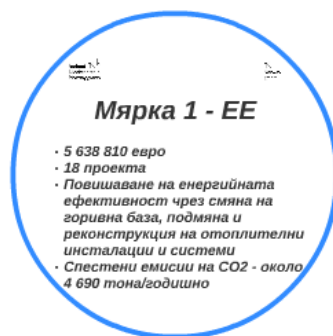 Мярка 1 - ЕЕ
· 5 638 810 евро
· 18 проекта
· Повишаване на енергийната
ефективност чрез смяна на
горивна база, подмяна и
реконструкция на отоплителни
инсталации и системи
· Спестени емисии на СО2 - около
4 690 тона/годишно